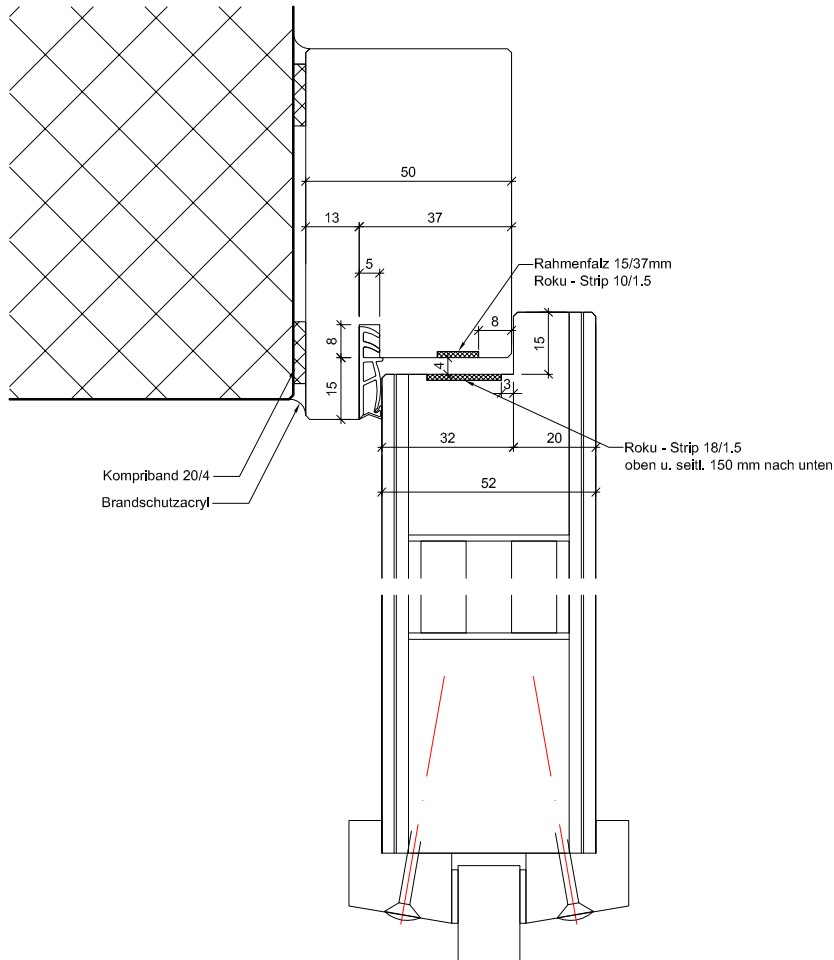 50
13
37
5
Rahmenfalz 15/37mm
Roku - Strip 10/1.5
8
8
15
4
15
3
32
20
Roku - Strip 18/1.5
oben u. seitl. 150 mm nach unten
Kompriband 20/4
52
Brandschutzacryl